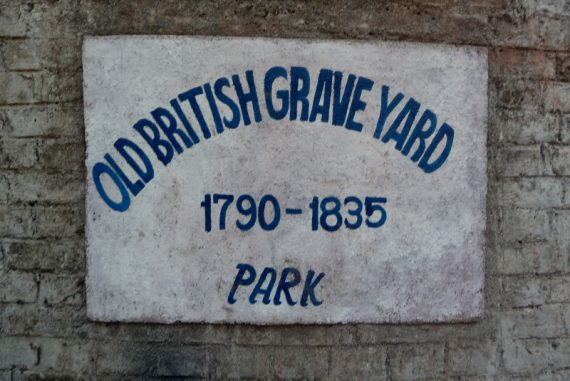 OLD BRITISH GRAVE YARD
1790-1835
PARK